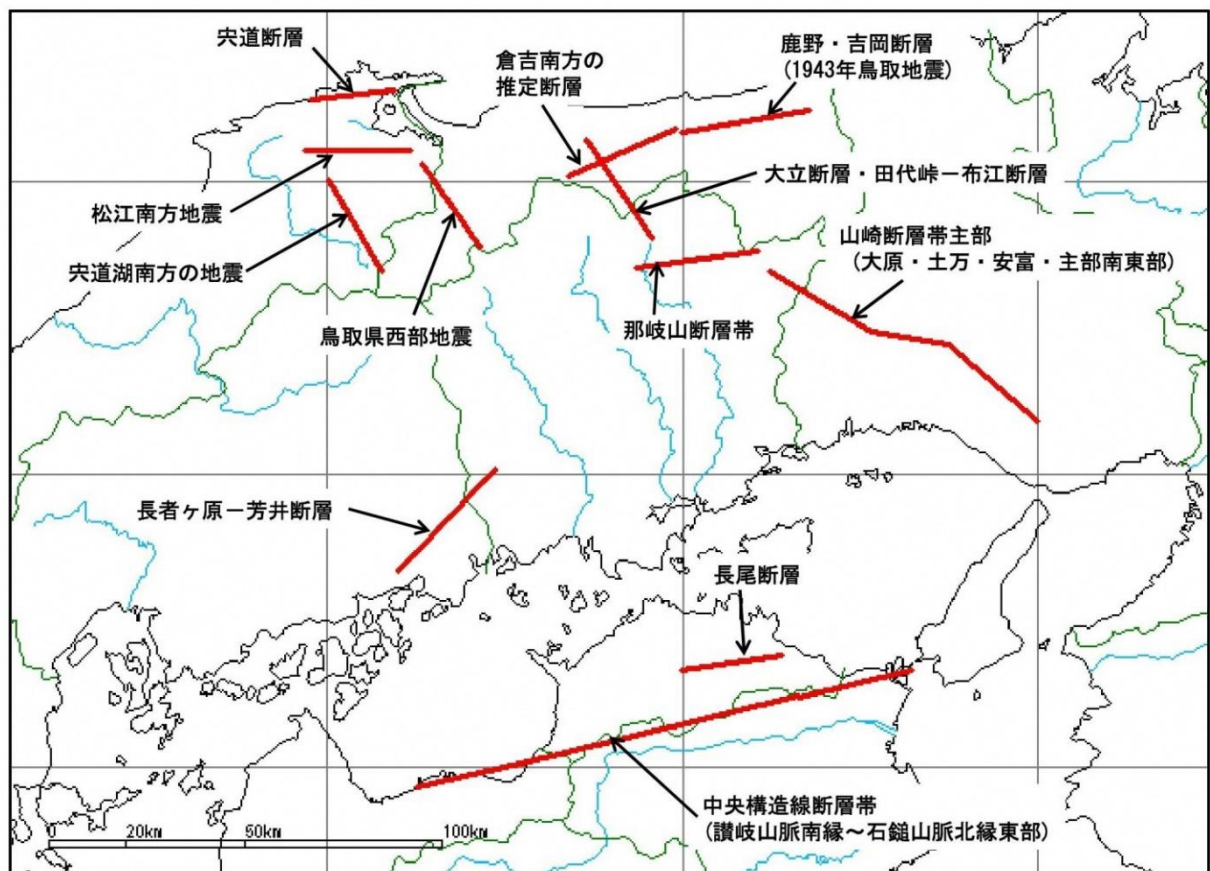 宍道断層
倉吉南方の
推定断層
鹿野・吉岡断層
(1943年鳥取地震)
大立断層・田代峠－布江断層
松江南方地震
山崎断層帯主部
(大原・土万・安富・主部南東部)
宍道湖南方の地震
鳥取県西部地震
那岐山断層帯
長者ヶ原－芳井断層
長尾断層
中央構造線断層帯
(讃岐山脈南縁～石鎚山脈北縁東部)
0 20km 50km 100km